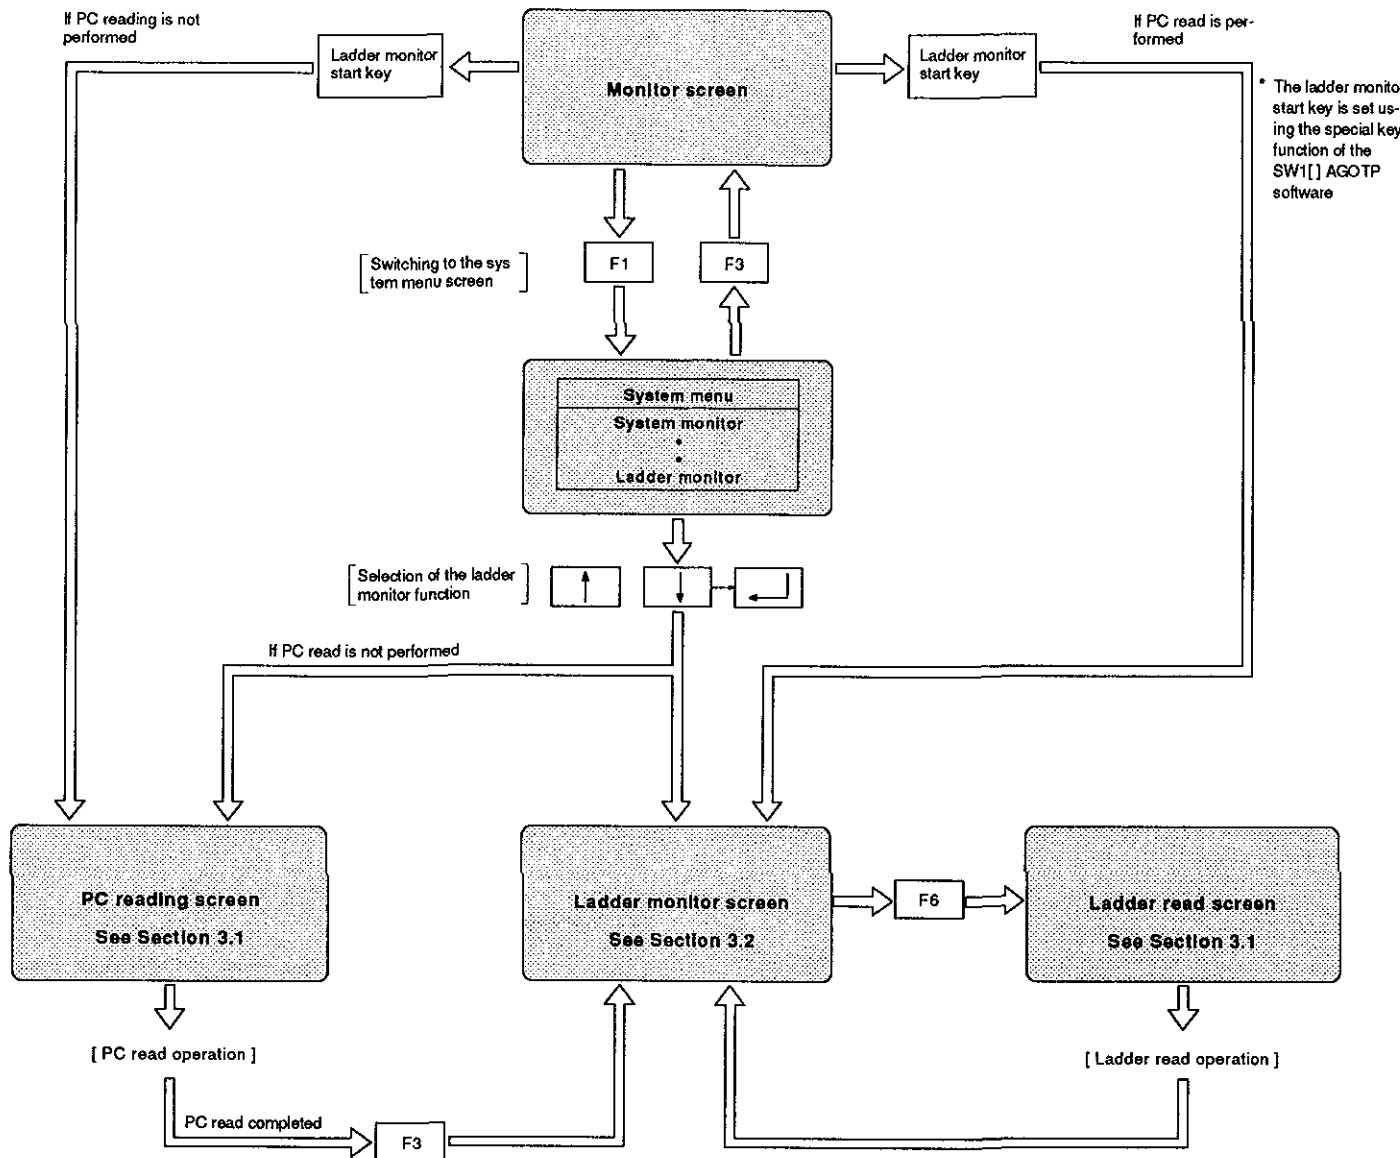 If PC reading is not
performed
Ladder monitor
start key
Monitor screen
Ladder monitor
start key
If PC read is per-
formed
* The ladder monito
start key is set us-
ing the special key
function of the
SW1[ ] AGOTP
software
[Switching to the sys
tem menu screen]
F1
F3
System menu
System monitor
•
•
Ladder monitor
[Selection of the ladder
monitor function]
↑
↓
If PC read is not performed
PC reading screen
See Section 3.1
Ladder monitor screen
See Section 3.2
F6
Ladder read screen
See Section 3.1
[ PC read operation ]
[ Ladder read operation ]
PC read completed
F3